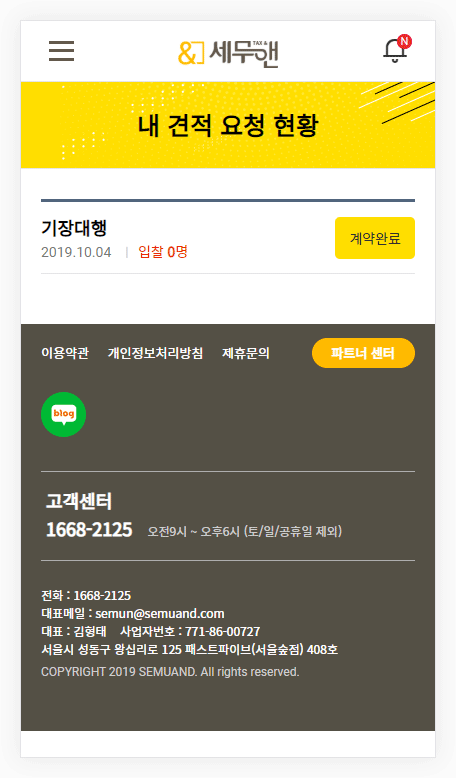 세무앤
TAX &
N
내 견적 요청 현황
기장대행
2019.10.04 | 입찰 0명
계약완료
이용약관 개인정보처리방침 제휴문의 파트너 센터
blog
고객센터
1668-2125 오전9시 ~ 오후6시 (토/일/공휴일 제외)
전화 : 1668-2125
대표메일 : semun@semuand.com
대표 : 김형태 사업자번호 : 771-86-00727
서울시 성동구 왕십리로 125 패스트파이브(서울숲점) 408호
COPYRIGHT 2019 SEMUAND. All rights reserved.